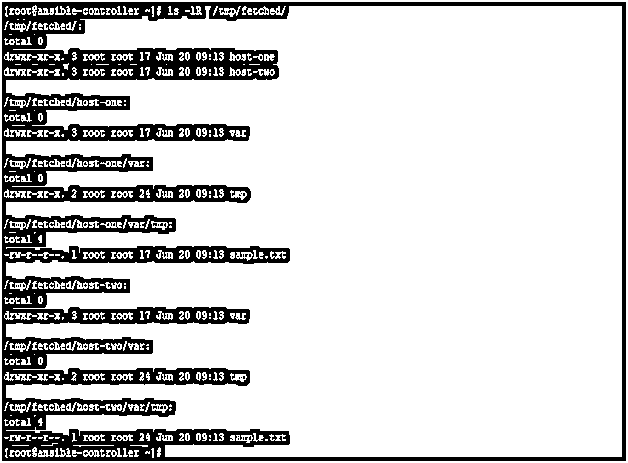 [root@ansible-controller ~]# ls -lR /tmp/fetched/
/tmp/fetched/:
total 0
drwxr-xr-x. 3 root root 17 Jun 20 09:13 host-one
drwxr-xr-x. 3 root root 17 Jun 20 09:13 host-two
/tmp/fetched/host-one:
total 0
drwxr-xr-x. 3 root root 17 Jun 20 09:13 var
/tmp/fetched/host-one/var:
total 0
drwxr-xr-x. 2 root root 24 Jun 20 09:13 tmp
/tmp/fetched/host-one/var/tmp:
total 4
-rw-r--r--. 1 root root 17 Jun 20 09:13 sample.txt
/tmp/fetched/host-two:
total 0
drwxr-xr-x. 3 root root 17 Jun 20 09:13 var
/tmp/fetched/host-two/var:
total 0
drwxr-xr-x. 2 root root 24 Jun 20 09:13 tmp
/tmp/fetched/host-two/var/tmp:
total 4
-rw-r--r--. 1 root root 24 Jun 20 09:13 sample.txt
[root@ansible-controller ~]#